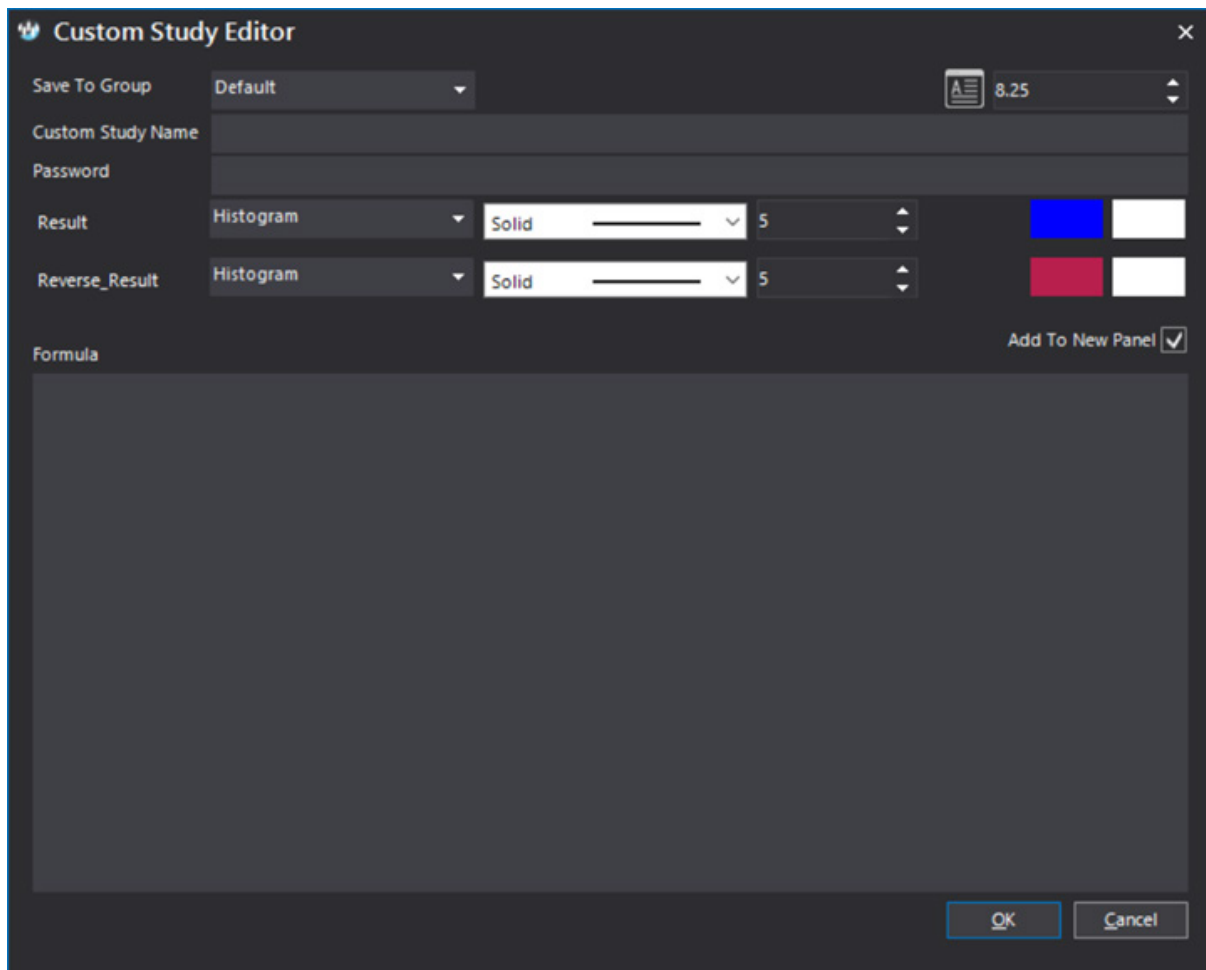 Custom Study Editor
Save To Group Default 8.25
Custom Study Name
Password
Result Histogram Solid 5
Reverse_Result Histogram Solid 5
Add To New Panel
Formula
OK Cancel